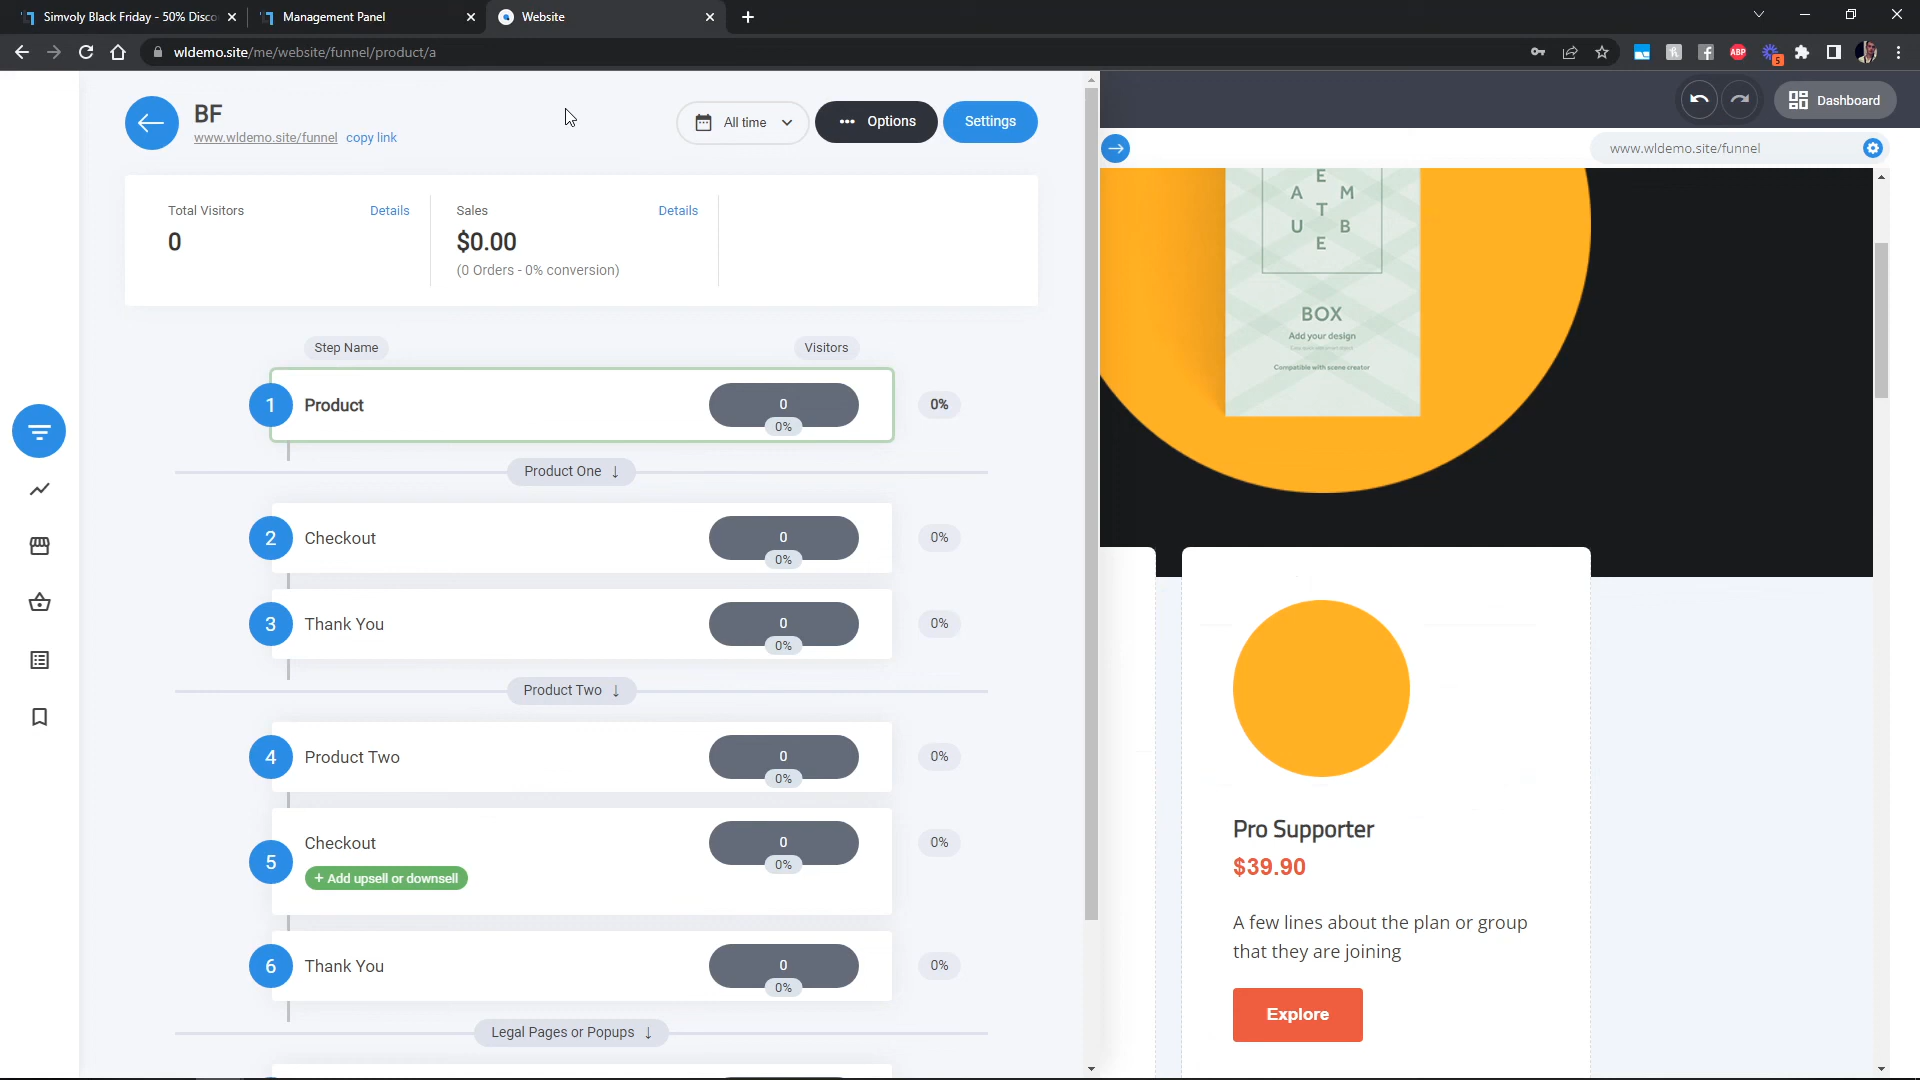 Simvoly Black Friday - 50% Disco
Management Panel
Website
wldemo.site/me/website/funnel/product/a
ABP
5
BF
www.wldemo.site/funnel copy link
All time
Options
Settings
Dashboard
www.wldemo.site/funnel
Total Visitors Details
0
Sales Details
$0.00
(0 Orders - 0% conversion)
Step Name Visitors
1 Product 0 0%
0%
Product One ↓
2 Checkout 0 0%
0%
3 Thank You 0 0%
0%
Product Two ↓
4 Product Two 0 0%
0%
5 Checkout 0 0%
0%
+ Add upsell or downsell
6 Thank You 0 0%
0%
Legal Pages or Popups ↓
E
A M
T
U B
E
BOX
Add your design
Compatible with scene creator
Pro Supporter
$39.90
A few lines about the plan or group
that they are joining
Explore